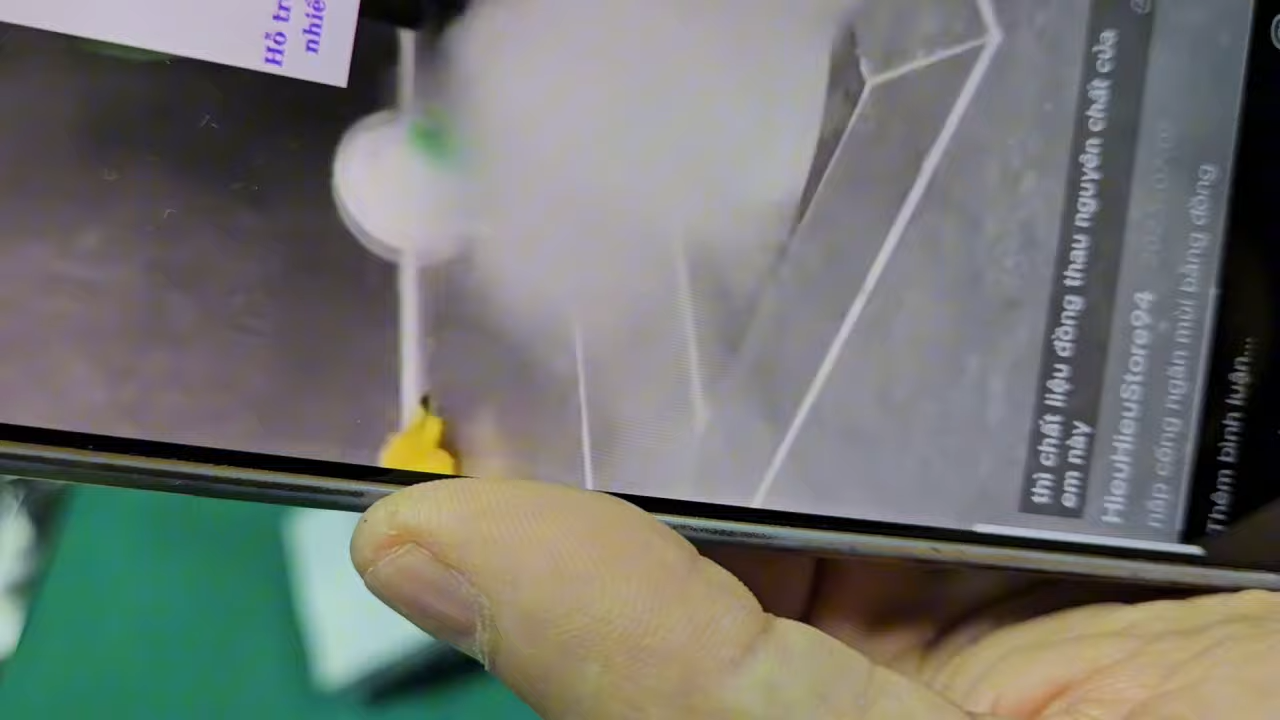 Hỗ tr
nhiề
thì chất liệu đồng thau nguyên chất của
em này
HieuHieuStore94
nắp cống ngăn mùi bằng đồng
Thêm bình luận...